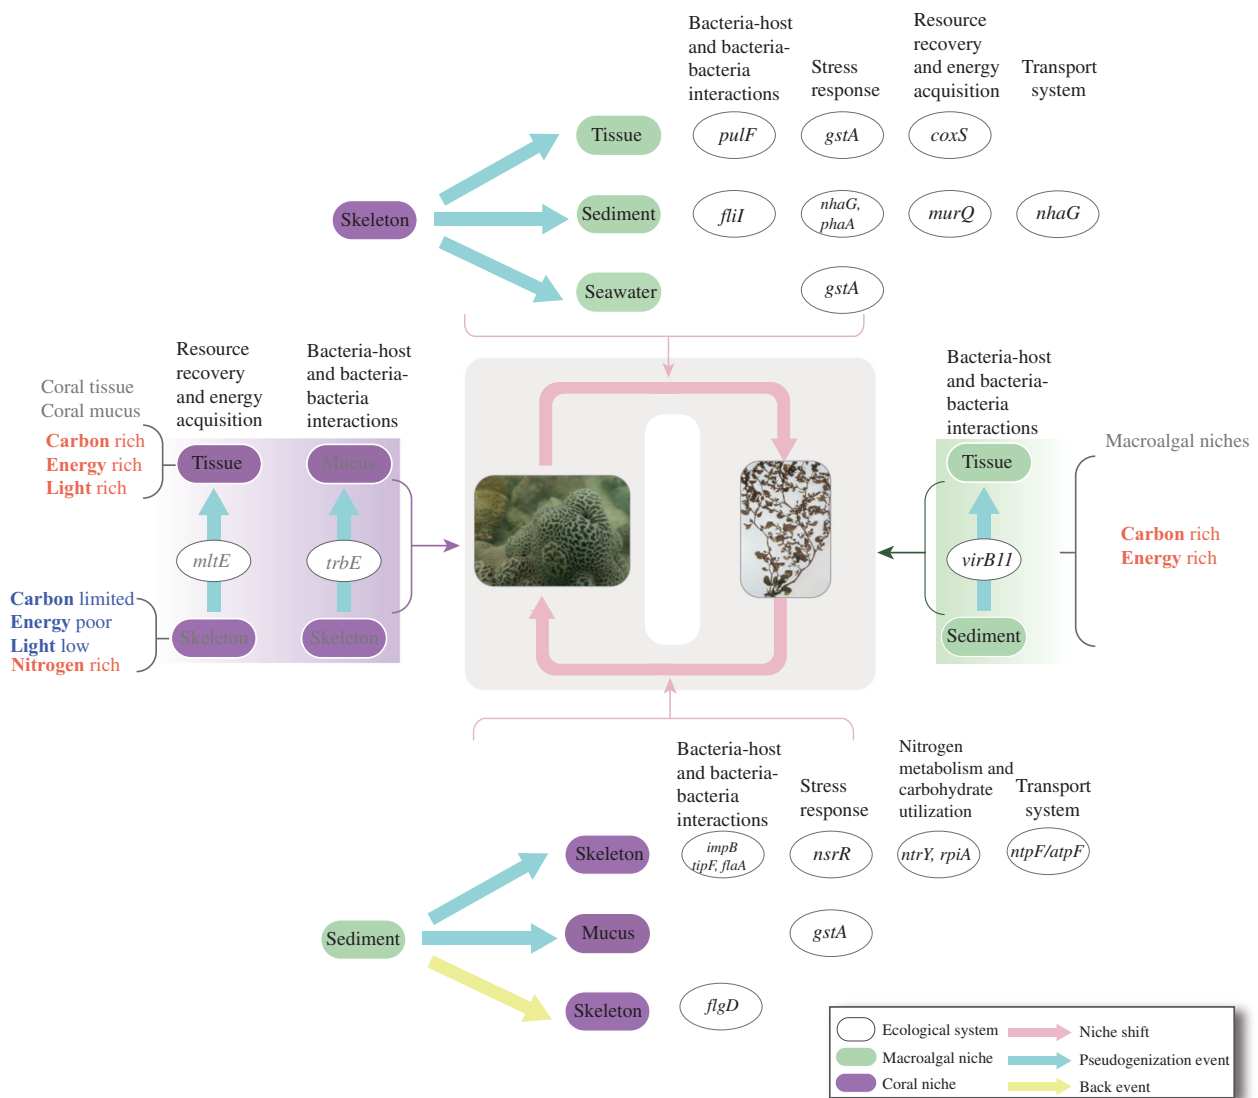 Bacteria-host
and bacteria-
bacteria
interactions
Stress
response
Resource
recovery
and energy
acquisition
Transport
system
Tissue
pulF
gstA
coxS
Skeleton
Sediment
fliI
nhaG,
phaA
murQ
nhaG
Seawater
gstA
Coral tissue
Coral mucus
Carbon rich
Energy rich
Light rich
Resource
recovery
and energy
acquisition
Bacteria-host
and bacteria-
bacteria
interactions
Tissue
Mucus
mltE
trbE
Carbon limited
Energy poor
Light low
Nitrogen rich
Skeleton
Skeleton
Bacteria-host
and bacteria-
bacteria
interactions
Tissue
virB11
Sediment
Macroalgal niches
Carbon rich
Energy rich
Bacteria-host
and bacteria-
bacteria
interactions
Stress
response
Nitrogen
metabolism and
carbohydrate
utilization
Transport
system
Skeleton
impB
tipF, flaA
nsrR
ntrY, rpiA
ntpF/atpF
Sediment
Mucus
gstA
Skeleton
flgD
Ecological system
Niche shift
Macroalgal niche
Pseudogenization event
Coral niche
Back event